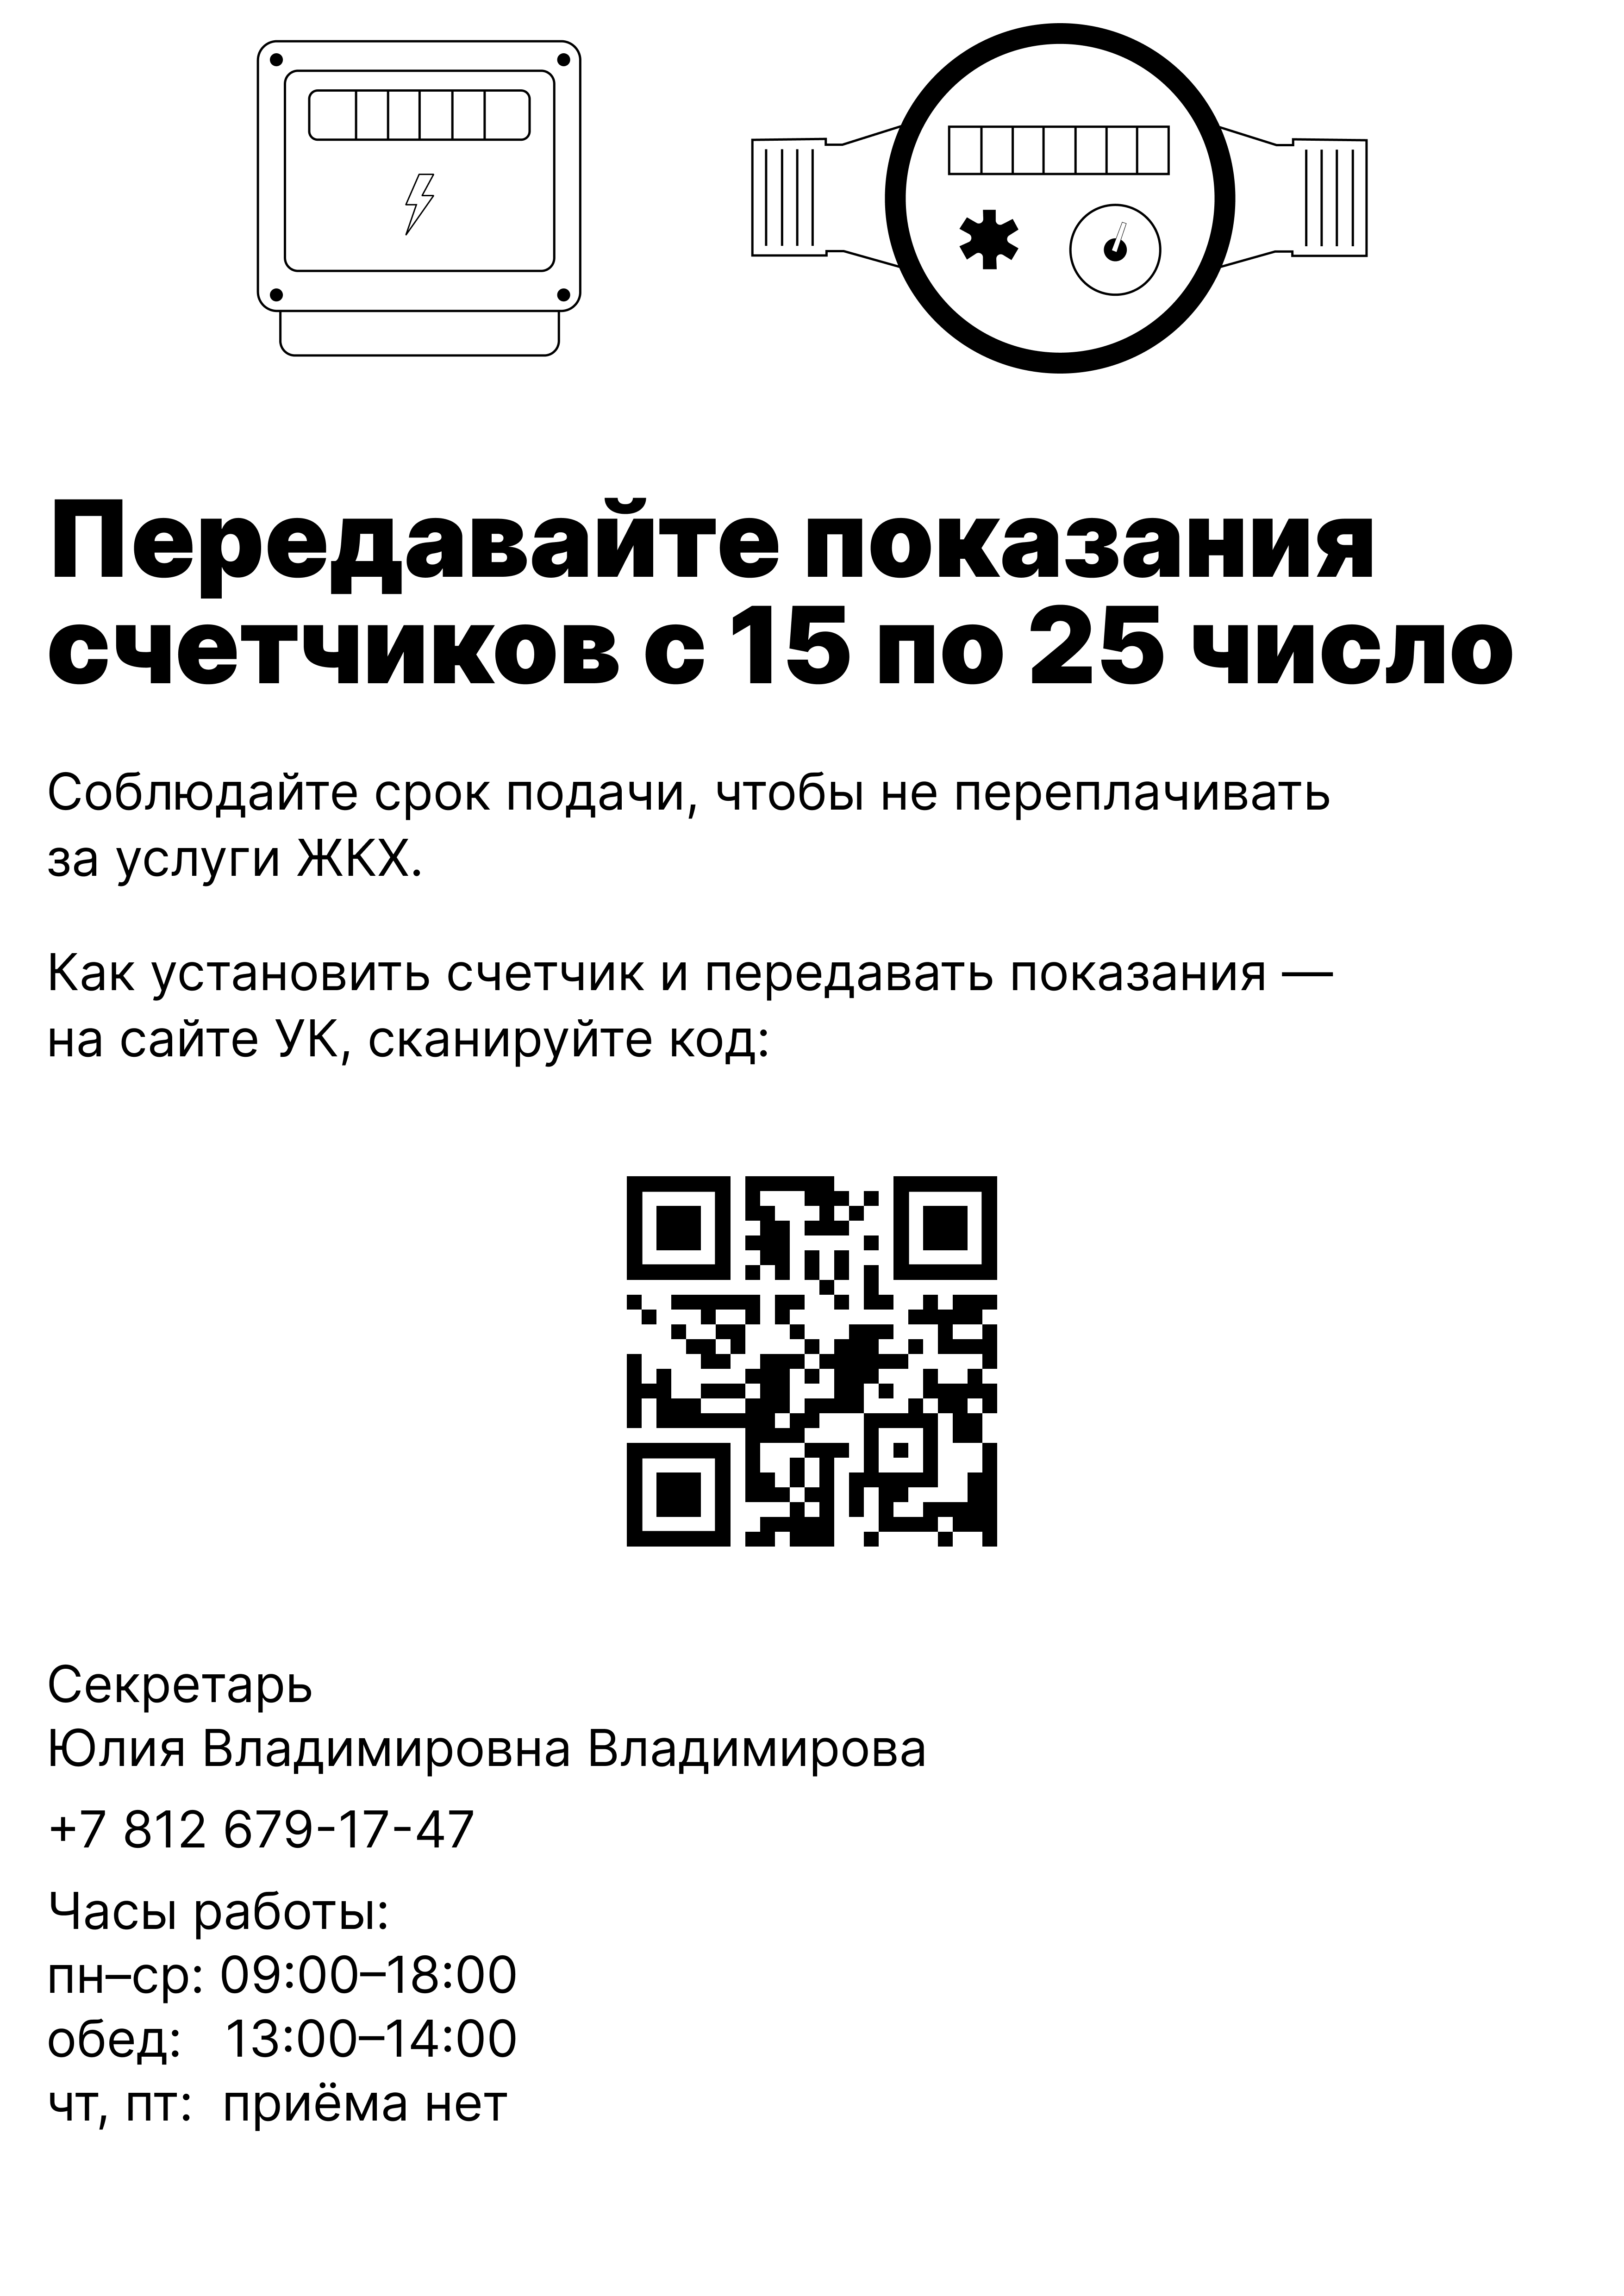 Передавайте показания
счетчиков с 15 по 25 число
Соблюдайте срок подачи, чтобы не переплачивать
за услуги ЖКХ.
Как установить счетчик и передавать показания —
на сайте УК, сканируйте код:
Секретарь
Юлия Владимировна Владимирова
+7 812 679-17-47
Часы работы:
пн–ср: 09:00–18:00
обед: 13:00–14:00
чт, пт: приёма нет